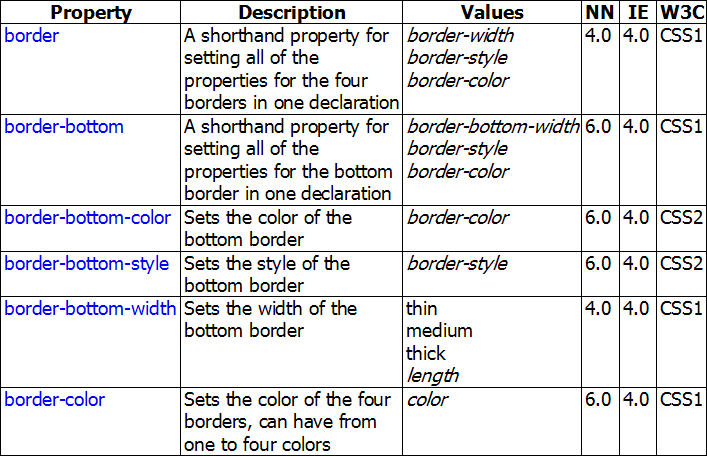 Property Description Values NN IE W3C
border A shorthand property for border-width 4.0 4.0 CSS1
setting all of the border-style
properties for the four border-color
borders in one declaration
border-bottom A shorthand property for border-bottom-width 6.0 4.0 CSS1
setting all of the border-style
properties for the bottom border-color
border in one declaration
border-bottom-color Sets the color of the border-color 6.0 4.0 CSS2
bottom border
border-bottom-style Sets the style of the border-style 6.0 4.0 CSS2
bottom border
border-bottom-width Sets the width of the thin 4.0 4.0 CSS1
bottom border medium
thick
length
border-color Sets the color of the four color 6.0 4.0 CSS1
borders, can have from
one to four colors